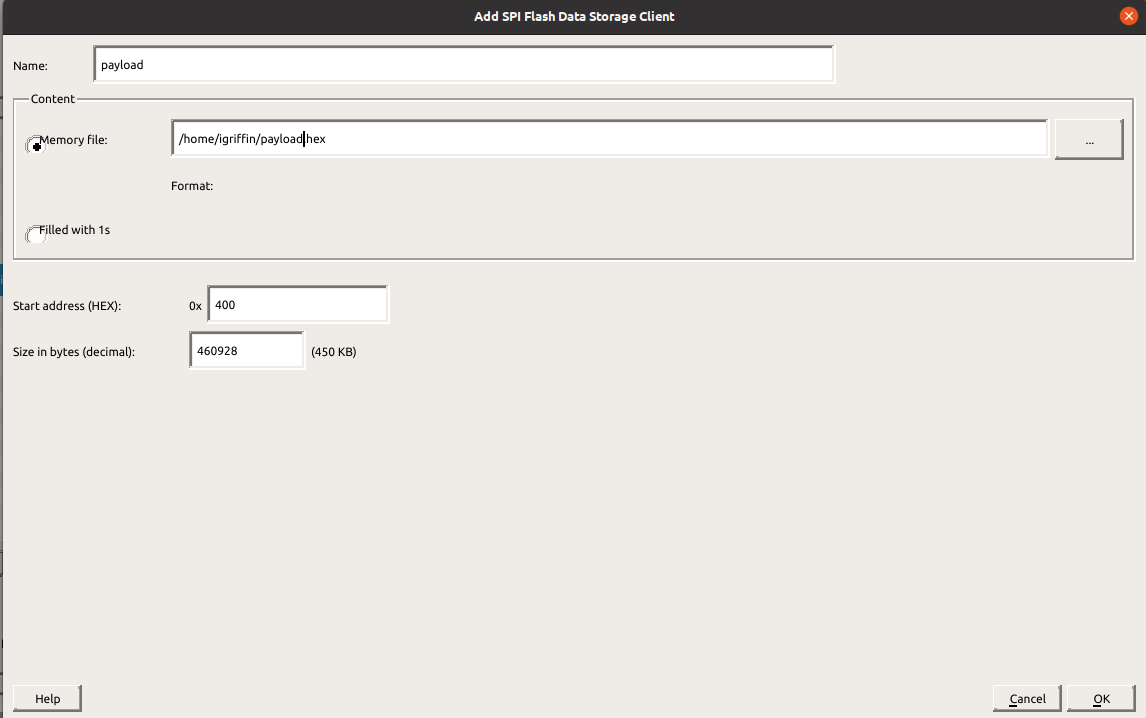 Add SPI Flash Data Storage Client
Name: payload
Content
Memory file: /home/igriffin/payload.hex ...
Format:
Filled with 1s
Start address (HEX): 0x 400
Size in bytes (decimal): 460928 (450 KB)
Help Cancel OK